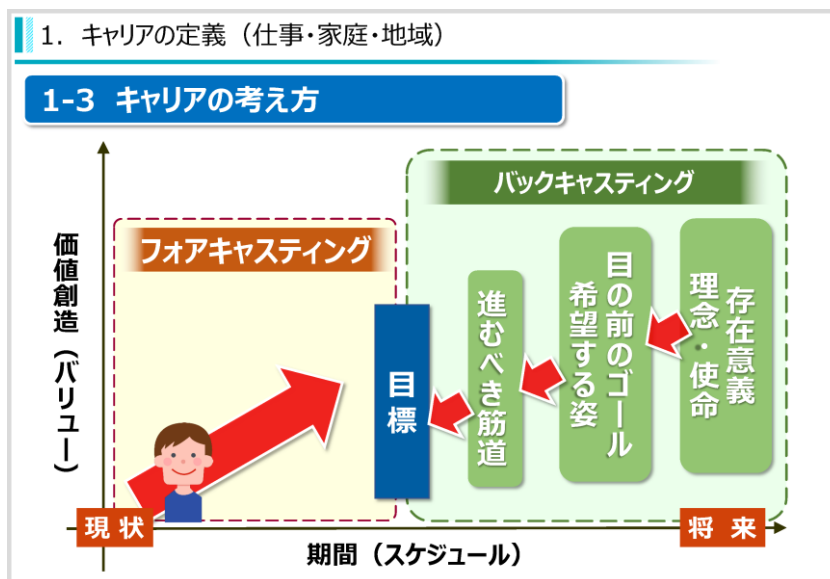 1. キャリアの定義（仕事・家庭・地域）
1-3 キャリアの考え方
価値創造（バリュー）
フォアキャスティング
バックキャスティング
目標
進むべき筋道
目の前のゴール
希望する姿
存在意義
理念・使命
現状
将来
期間（スケジュール）